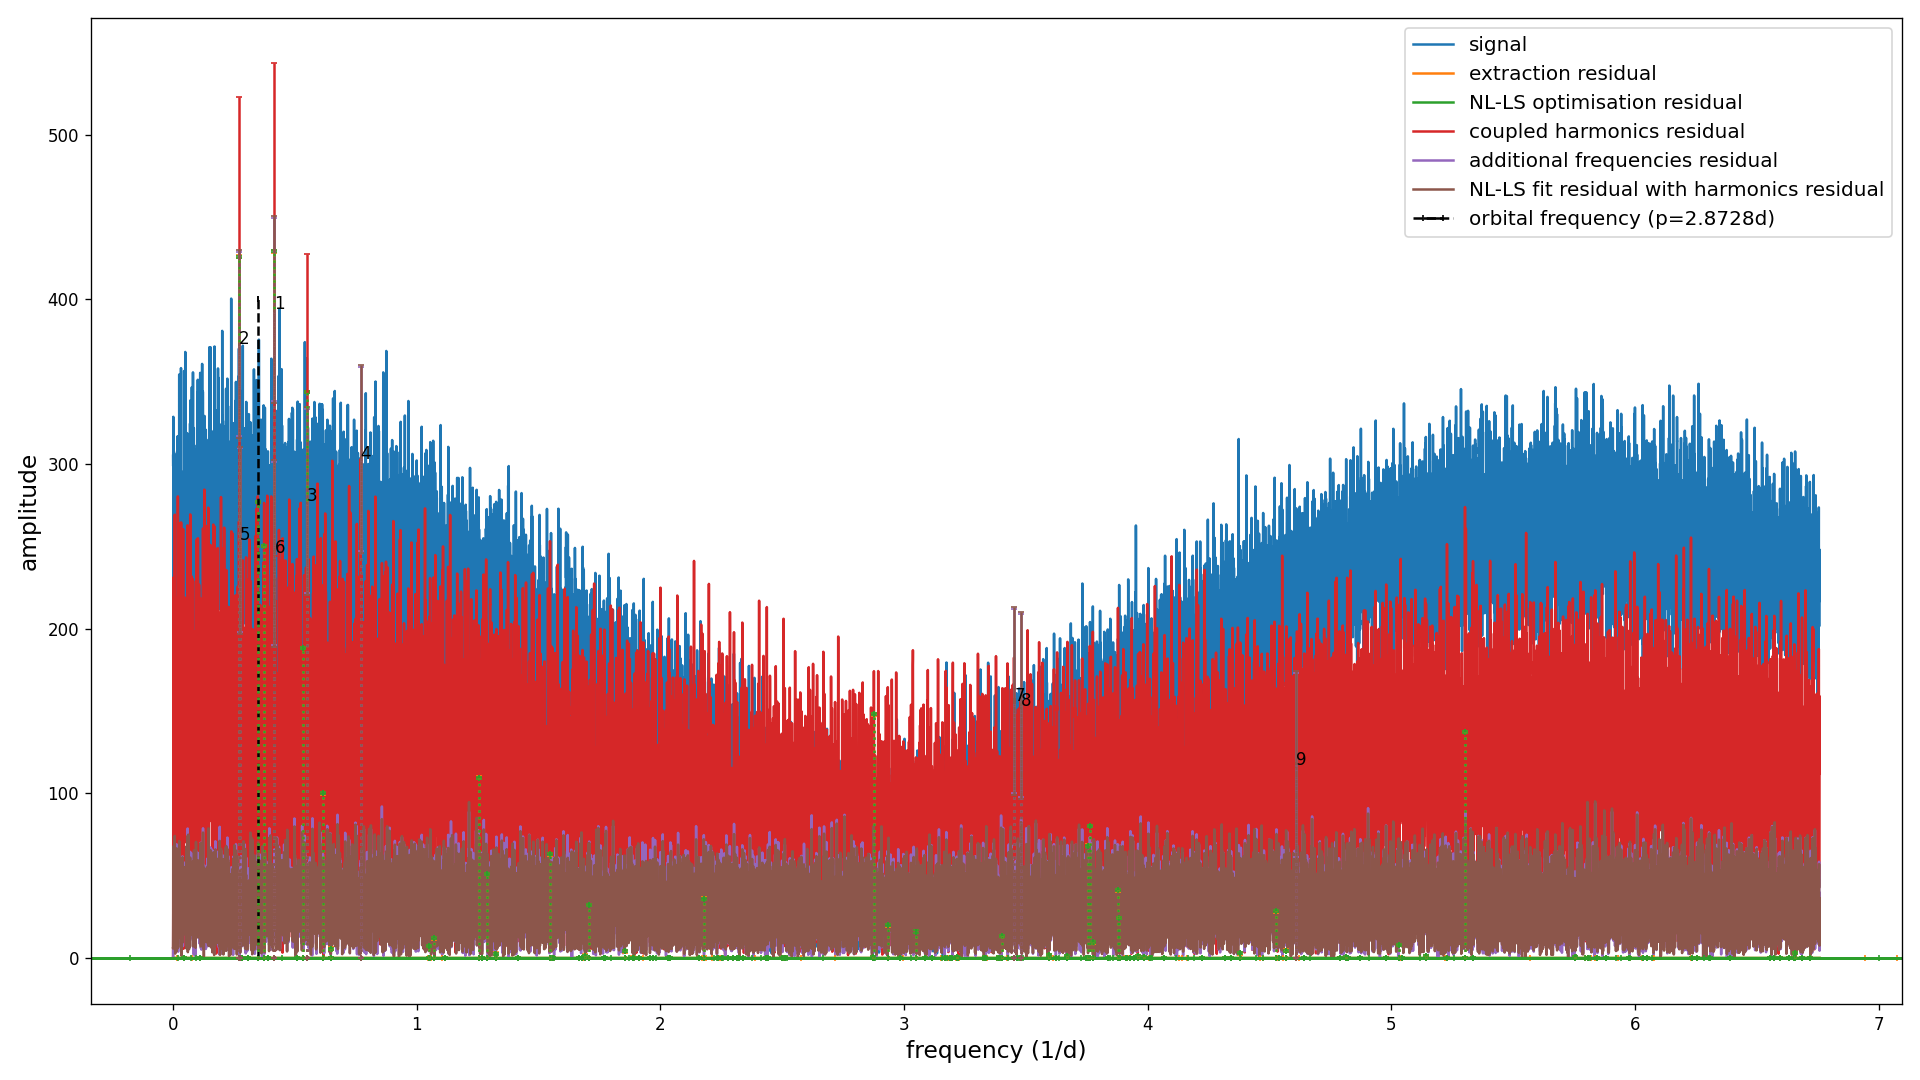 signal
extraction residual
NL-LS optimisation residual
coupled harmonics residual
additional frequencies residual
NL-LS fit residual with harmonics residual
orbital frequency (p=2.8728d)
amplitude
500
400
300
200
100
0
1
2
3
4
5
6
7
8
9
0
1
2
3
4
5
6
7
frequency (1/d)